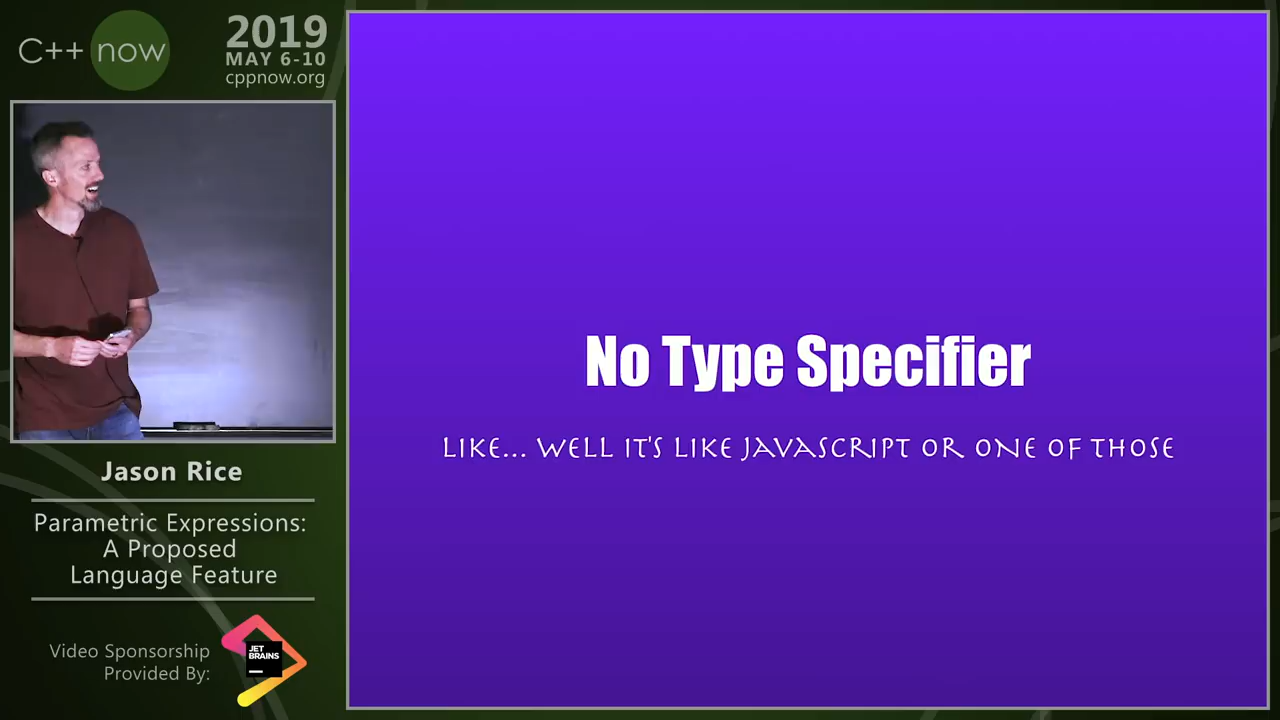 C++ now
2019
MAY 6-10
cppnow.org
Jason Rice
Parametric Expressions:
A Proposed
Language Feature
Video Sponsorship
Provided By:
JET
BRAINS
No Type Specifier
LIKE... WELL IT'S LIKE JAVASCRIPT OR ONE OF THOSE